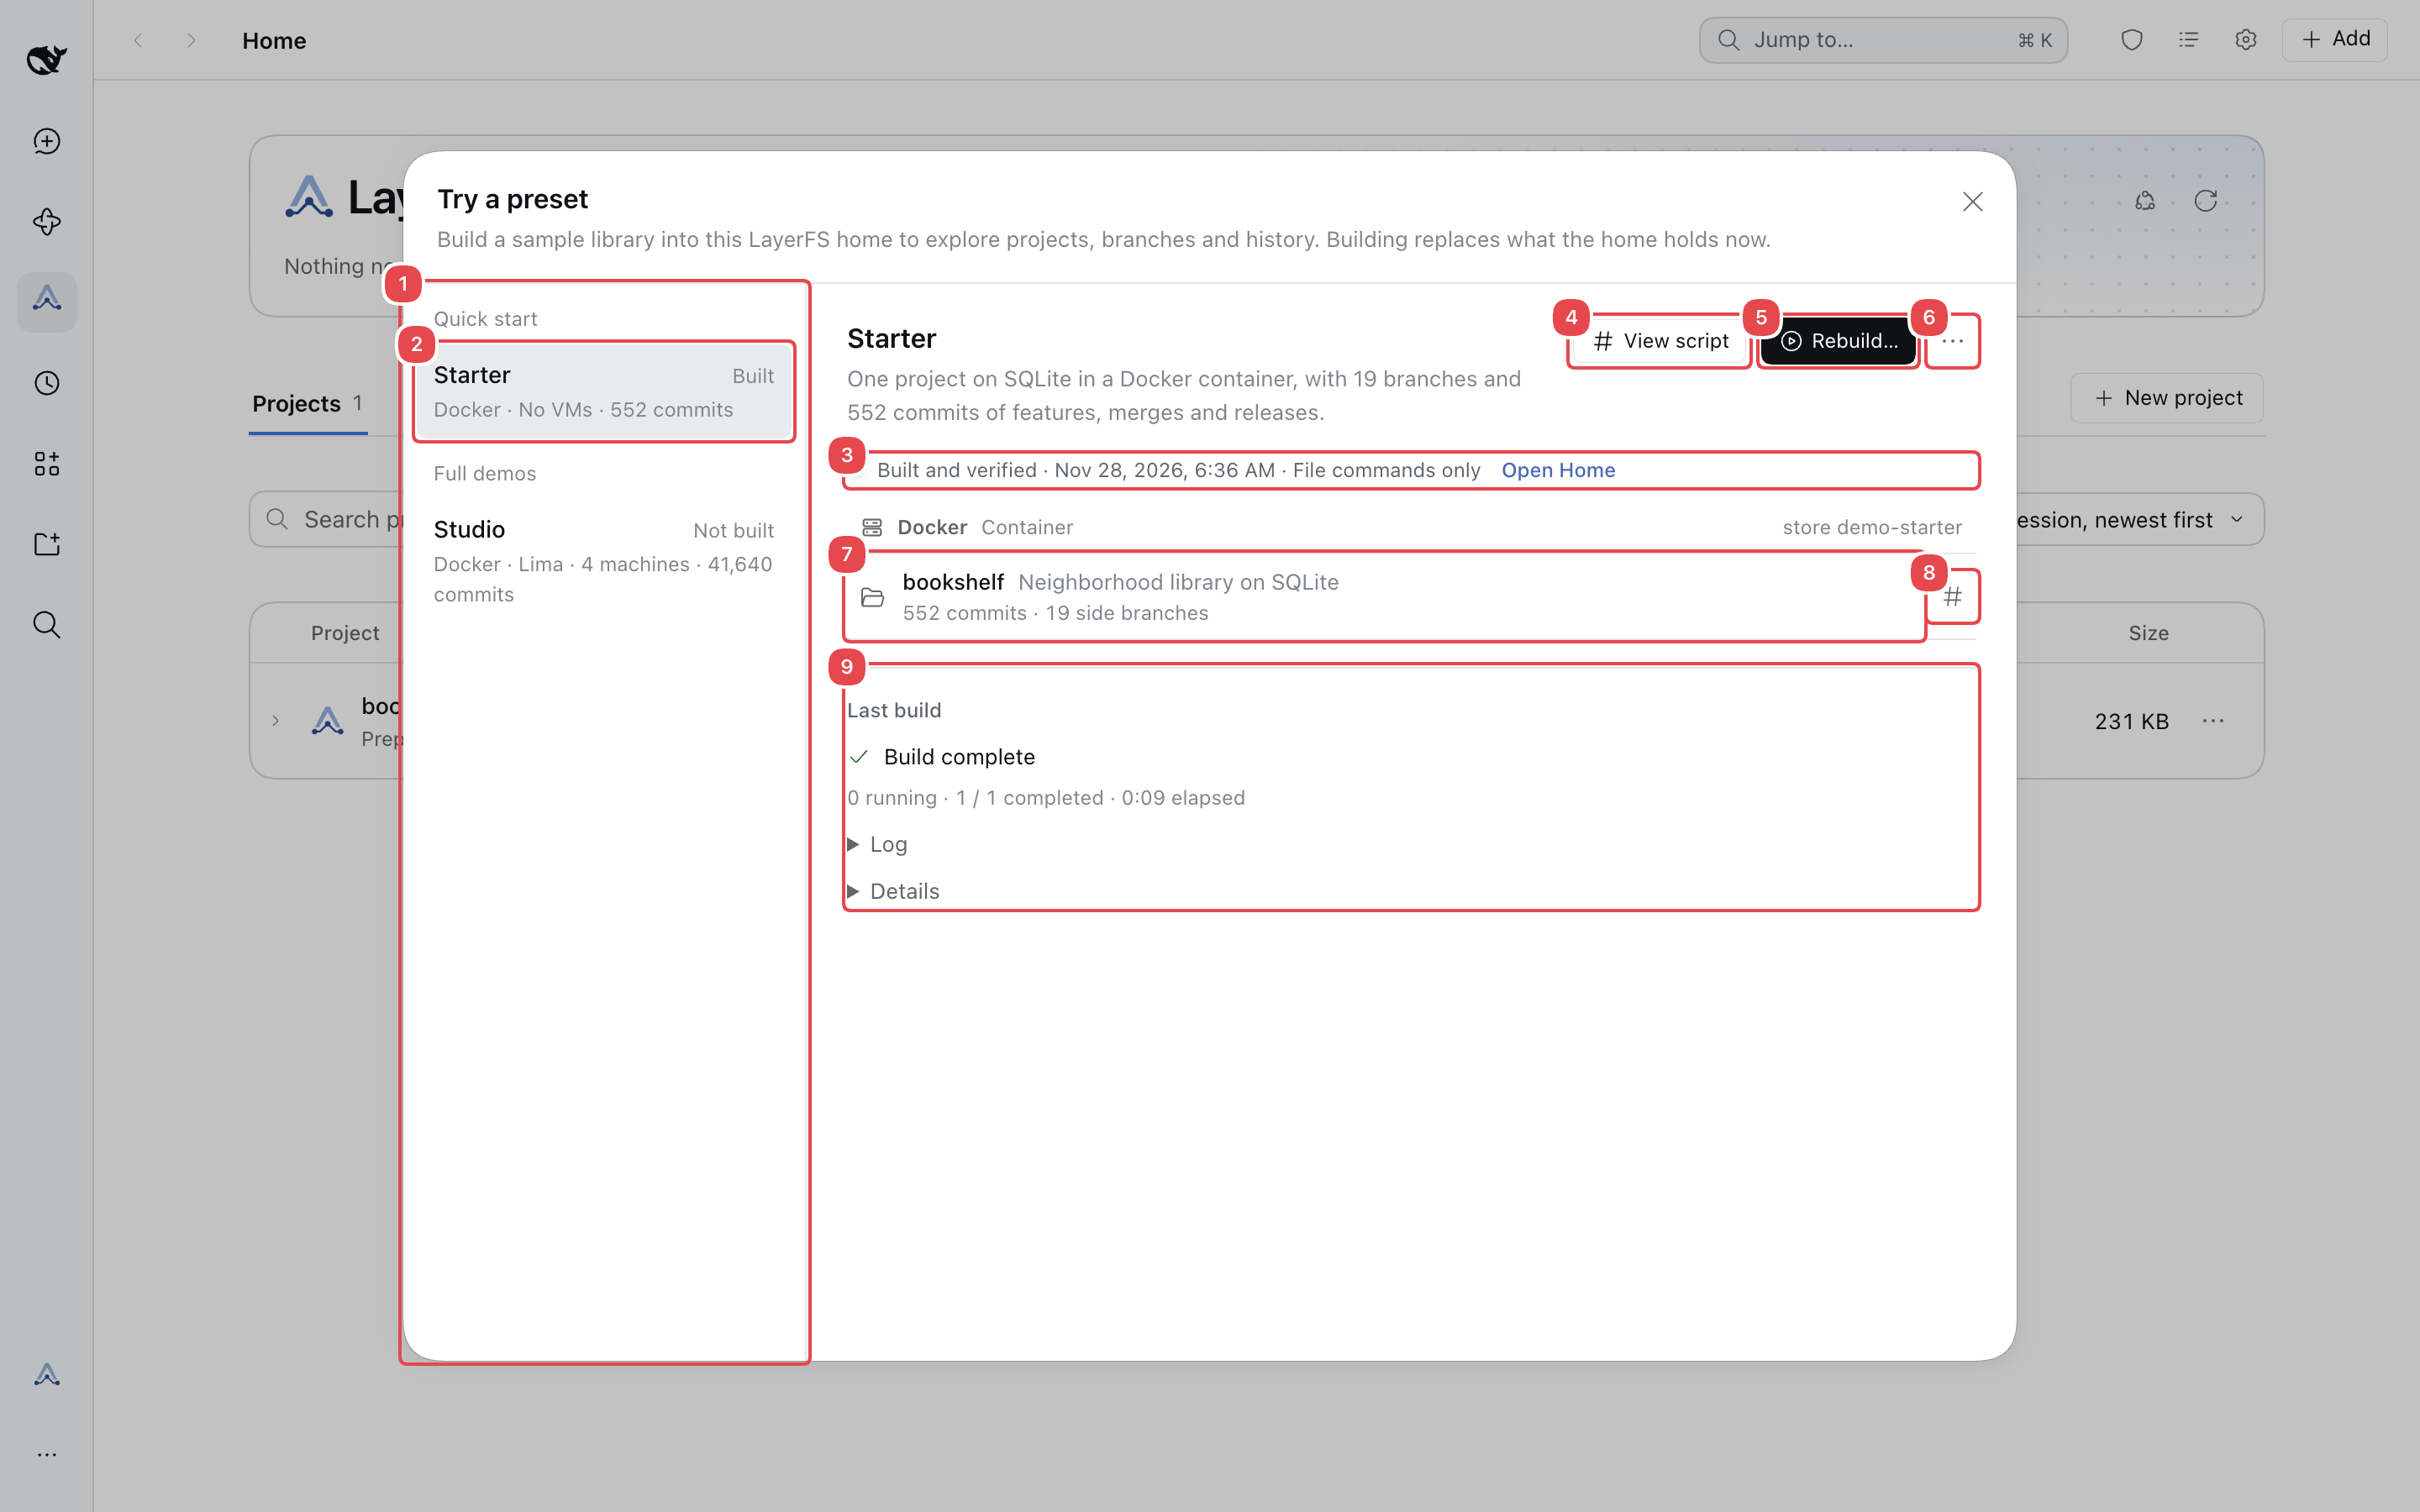 Home
Jump to...
⌘ K
Add
Lay
Nothing no
Projects 1
New project
Search p
ession, newest first
Project
Size
boo
Prep
231 KB
Try a preset
Build a sample library into this LayerFS home to explore projects, branches and history. Building replaces what the home holds now.
1
Quick start
2
Starter
Built
Docker · No VMs · 552 commits
Full demos
Studio
Not built
Docker · Lima · 4 machines · 41,640
commits
Starter
4
# View script
5
Rebuild...
6
One project on SQLite in a Docker container, with 19 branches and
552 commits of features, merges and releases.
3
Built and verified · Nov 28, 2026, 6:36 AM · File commands only Open Home
Docker Container
store demo-starter
7
bookshelf Neighborhood library on SQLite
552 commits · 19 side branches
8
#
9
Last build
Build complete
0 running · 1 / 1 completed · 0:09 elapsed
Log
Details